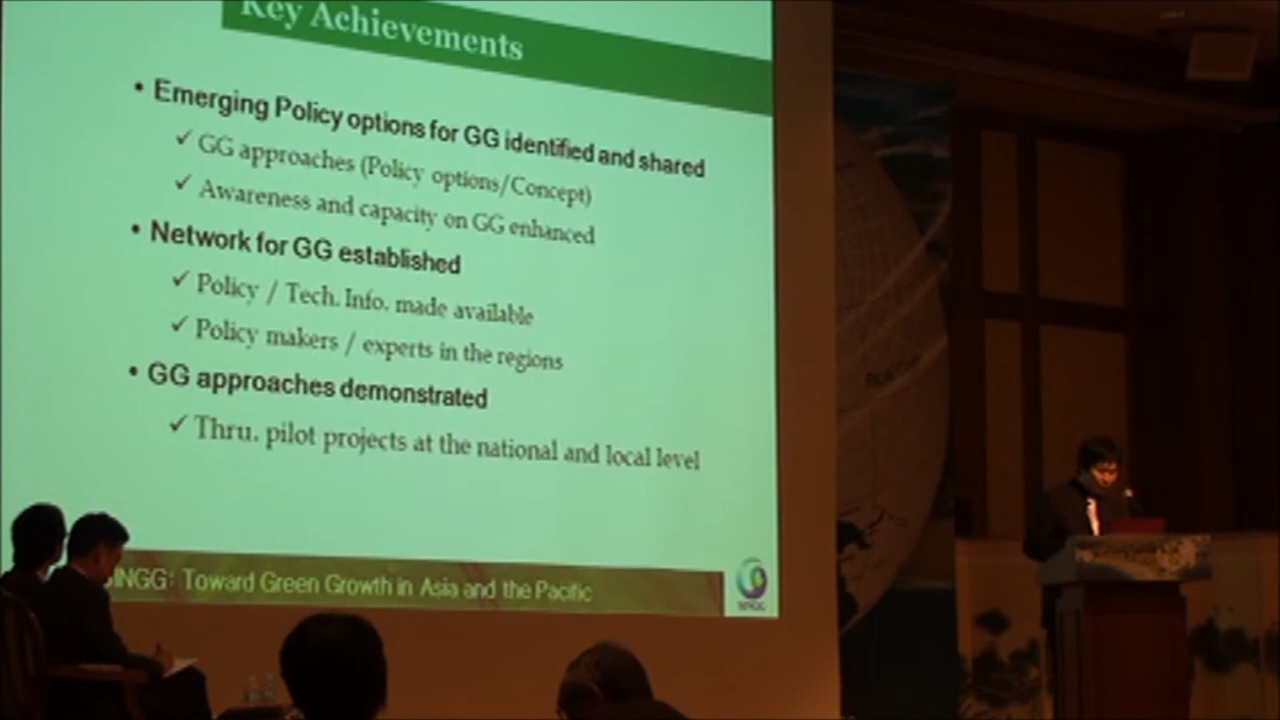 Key Achievements
• Emerging Policy options for GG identified and shared
✓ GG approaches (Policy options/Concept)
✓ Awareness and capacity on GG enhanced
• Network for GG established
✓ Policy / Tech. Info. made available
✓ Policy makers / experts in the regions
• GG approaches demonstrated
✓ Thru. pilot projects at the national and local level
Toward Green Growth in Asia and the Pacific